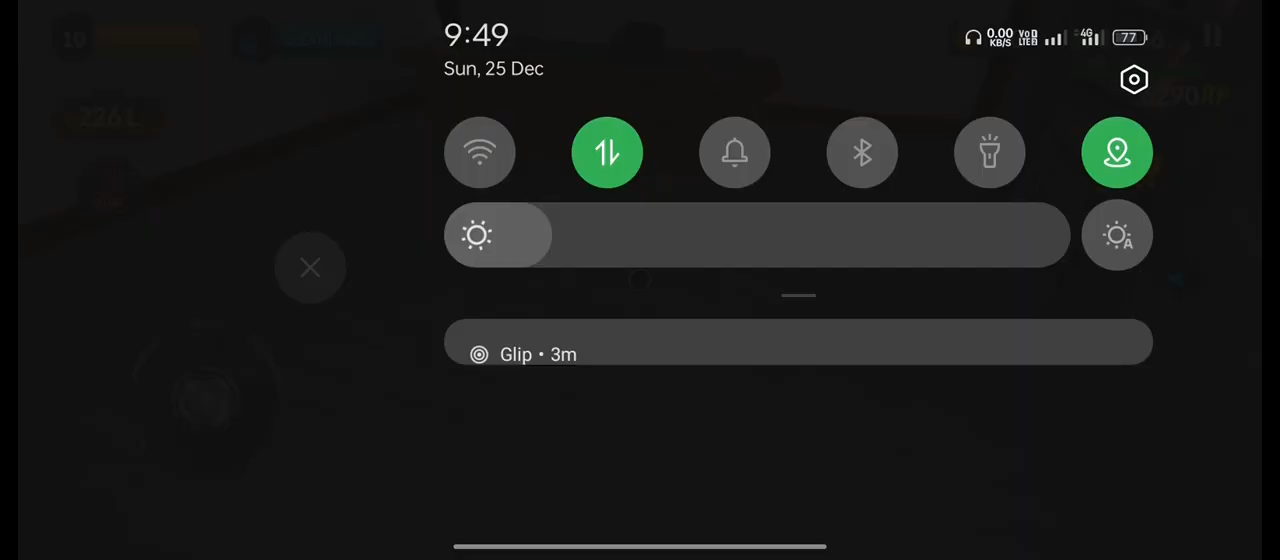 9:49
0.00
KB/S
Vo
LTE
4G
77
Sun, 25 Dec
A
Glip • 3m